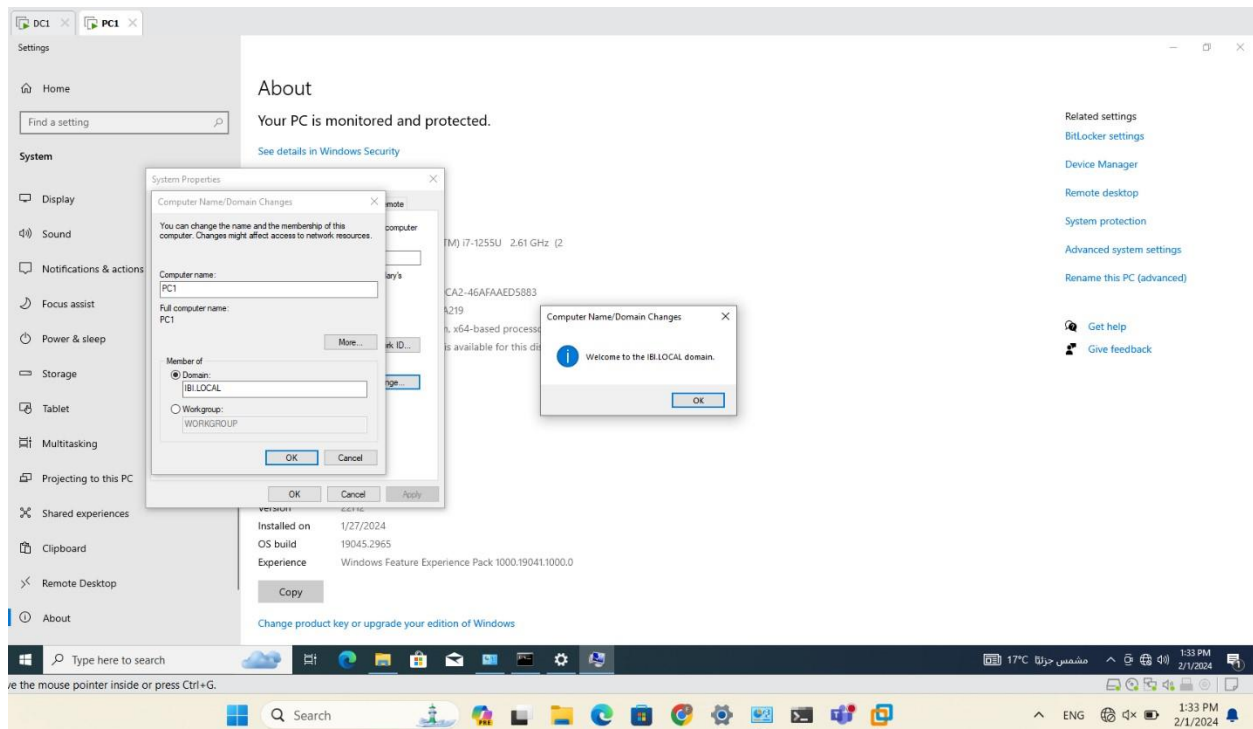 DC1
PC1
Settings
Home
Find a setting
System
Display
Sound
Notifications & actions
Focus assist
Power & sleep
Storage
Tablet
Multitasking
Projecting to this PC
Shared experiences
Clipboard
Remote Desktop
About
About
Your PC is monitored and protected.
See details in Windows Security
System Properties
Computer Name/Domain Changes
You can change the name and the membership of this
computer. Changes might affect access to network resources.
Computer name:
PC1
Full computer name:
PC1
More...
Member of
Domain:
IBI.LOCAL
Workgroup:
WORKGROUP
OK Cancel
OK Cancel Apply
computer
ID...
TM) i7-1255U 2.61 GHz (2
CA2-46AFAAED5883
A219
x64-based
is available for this
Computer Name/Domain Changes
Welcome to the IBI.LOCAL domain.
OK
Version 22H2
Installed on 1/27/2024
OS build 19045.2965
Experience Windows Feature Experience Pack 1000.19041.1000.0
Copy
Change product key or upgrade your edition of Windows
Related settings
BitLocker settings
Device Manager
Remote desktop
System protection
Advanced system settings
Rename this PC (advanced)
Get help
Give feedback
Type here to search
17°C مشمس جزئيًا
1:33 PM
2/1/2024
the mouse pointer inside or press Ctrl+G.
Search
ENG
1:33 PM
2/1/2024